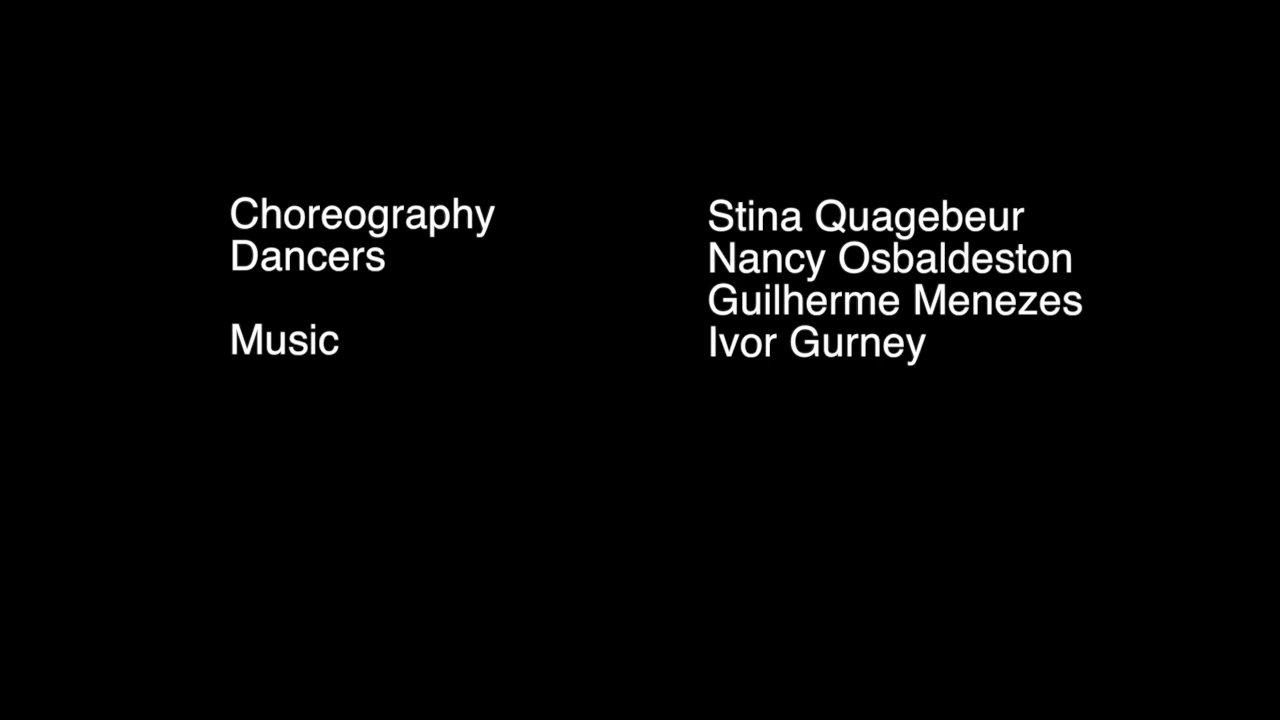 Choreography Stina Quagebeur
Dancers Nancy Osbaldeston
Guilherme Menezes
Music Ivor Gurney